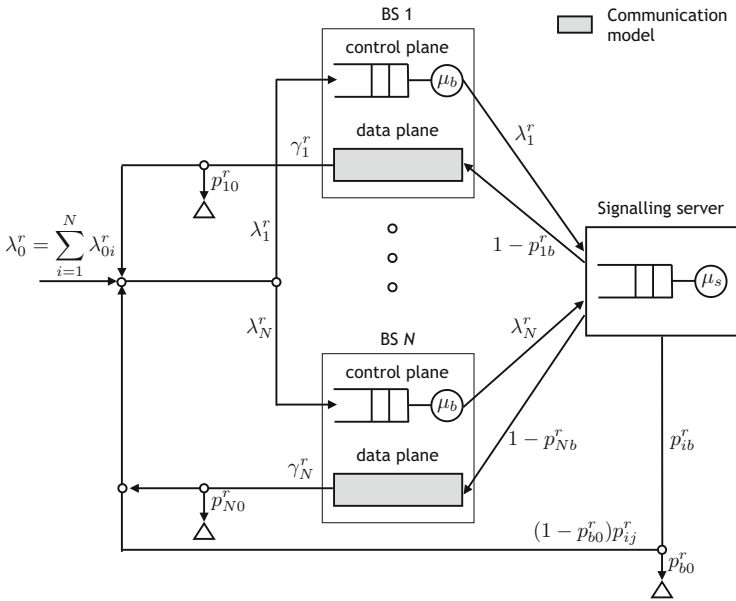 BS 1
Communication model
control plane
μ_b
data plane
γ_1^r
λ_1^r
p_{10}^r
Signalling server
λ_0^r = \sum_{i=1}^{N} λ_{0i}^r
λ_1^r
1 − p_{1b}^r
μ_s
λ_N^r
BS N
λ_N^r
control plane
μ_b
1 − p_{Nb}^r
p_{ib}^r
data plane
γ_N^r
p_{N0}^r
(1 − p_{b0}^r)p_{ij}^r
p_{b0}^r